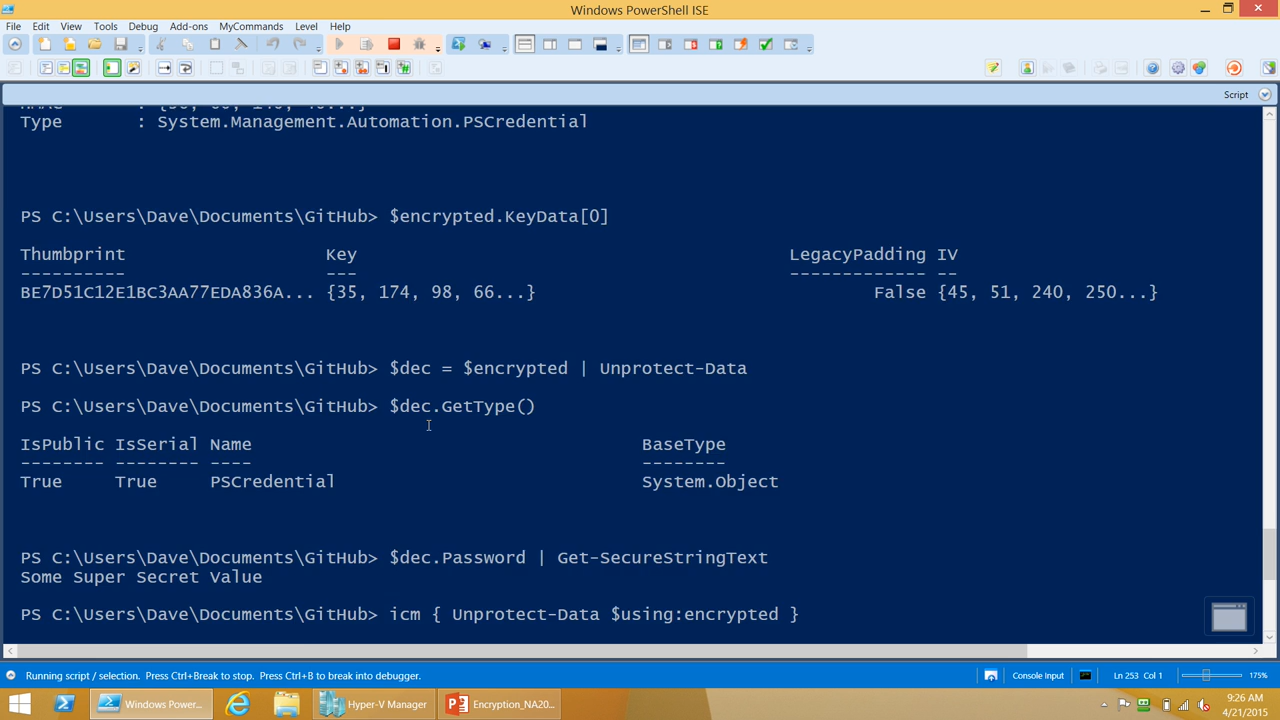 Windows PowerShell ISE
File Edit View Tools Debug Add-ons MyCommands Level Help
Script
Type : System.Management.Automation.PSCredential
PS C:\Users\Dave\Documents\GitHub> $encrypted.KeyData[0]
Thumbprint Key LegacyPadding IV
---------- --- ------------- --
BE7D51C12E1BC3AA77EDA836A... {35, 174, 98, 66...} False {45, 51, 240, 250...}
PS C:\Users\Dave\Documents\GitHub> $dec = $encrypted | Unprotect-Data
PS C:\Users\Dave\Documents\GitHub> $dec.GetType()
IsPublic IsSerial Name BaseType
-------- -------- ---- --------
True True PSCredential System.Object
PS C:\Users\Dave\Documents\GitHub> $dec.Password | Get-SecureStringText
Some Super Secret Value
PS C:\Users\Dave\Documents\GitHub> icm { Unprotect-Data $using:encrypted }
Running script / selection. Press Ctrl+Break to stop. Press Ctrl+B to break into debugger.
Console Input
Ln 253 Col 1
175%
Windows Power...
Hyper-V Manager
Encryption_NA20...
9:26 AM
4/21/2015